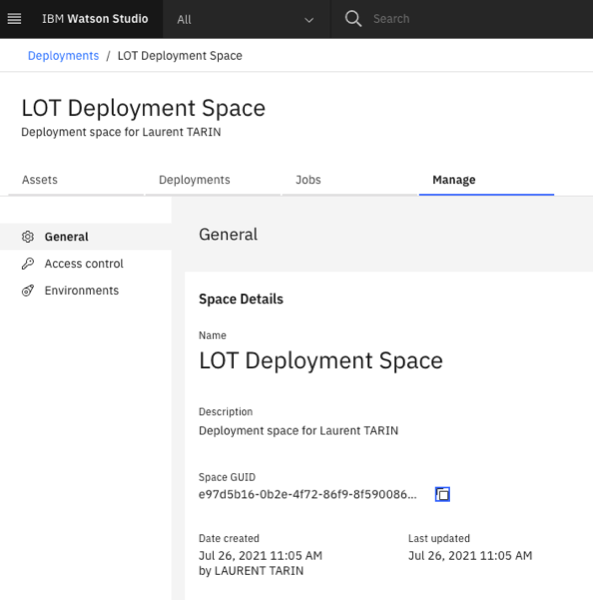 IBM Watson Studio All Search
Deployments / LOT Deployment Space
LOT Deployment Space
Deployment space for Laurent TARIN
Assets Deployments Jobs Manage
General
Access control
Environments
General
Space Details
Name
LOT Deployment Space
Description
Deployment space for Laurent TARIN
Space GUID
e97d5b16-0b2e-4f72-86f9-8f590086...
Date created Last updated
Jul 26, 2021 11:05 AM Jul 26, 2021 11:05 AM
by LAURENT TARIN